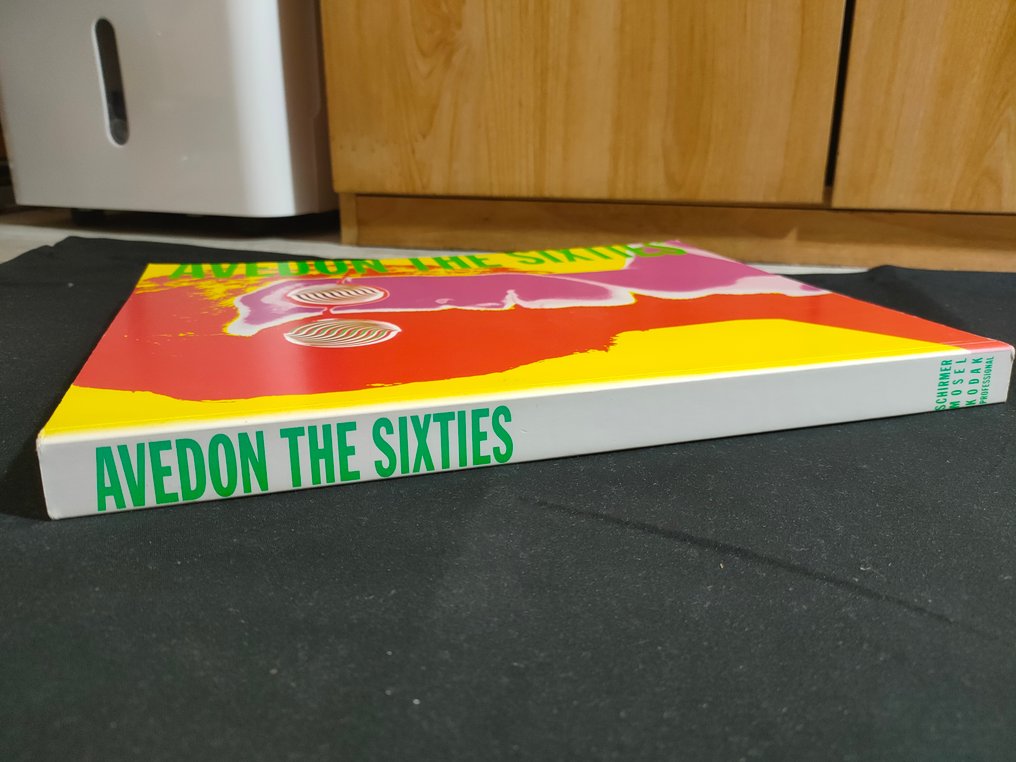 AVEDON THE SIXTIES
AVEDON THE SIXTIES
SCHIRMER
MOSEL
KODAK
PROFESSIONAL